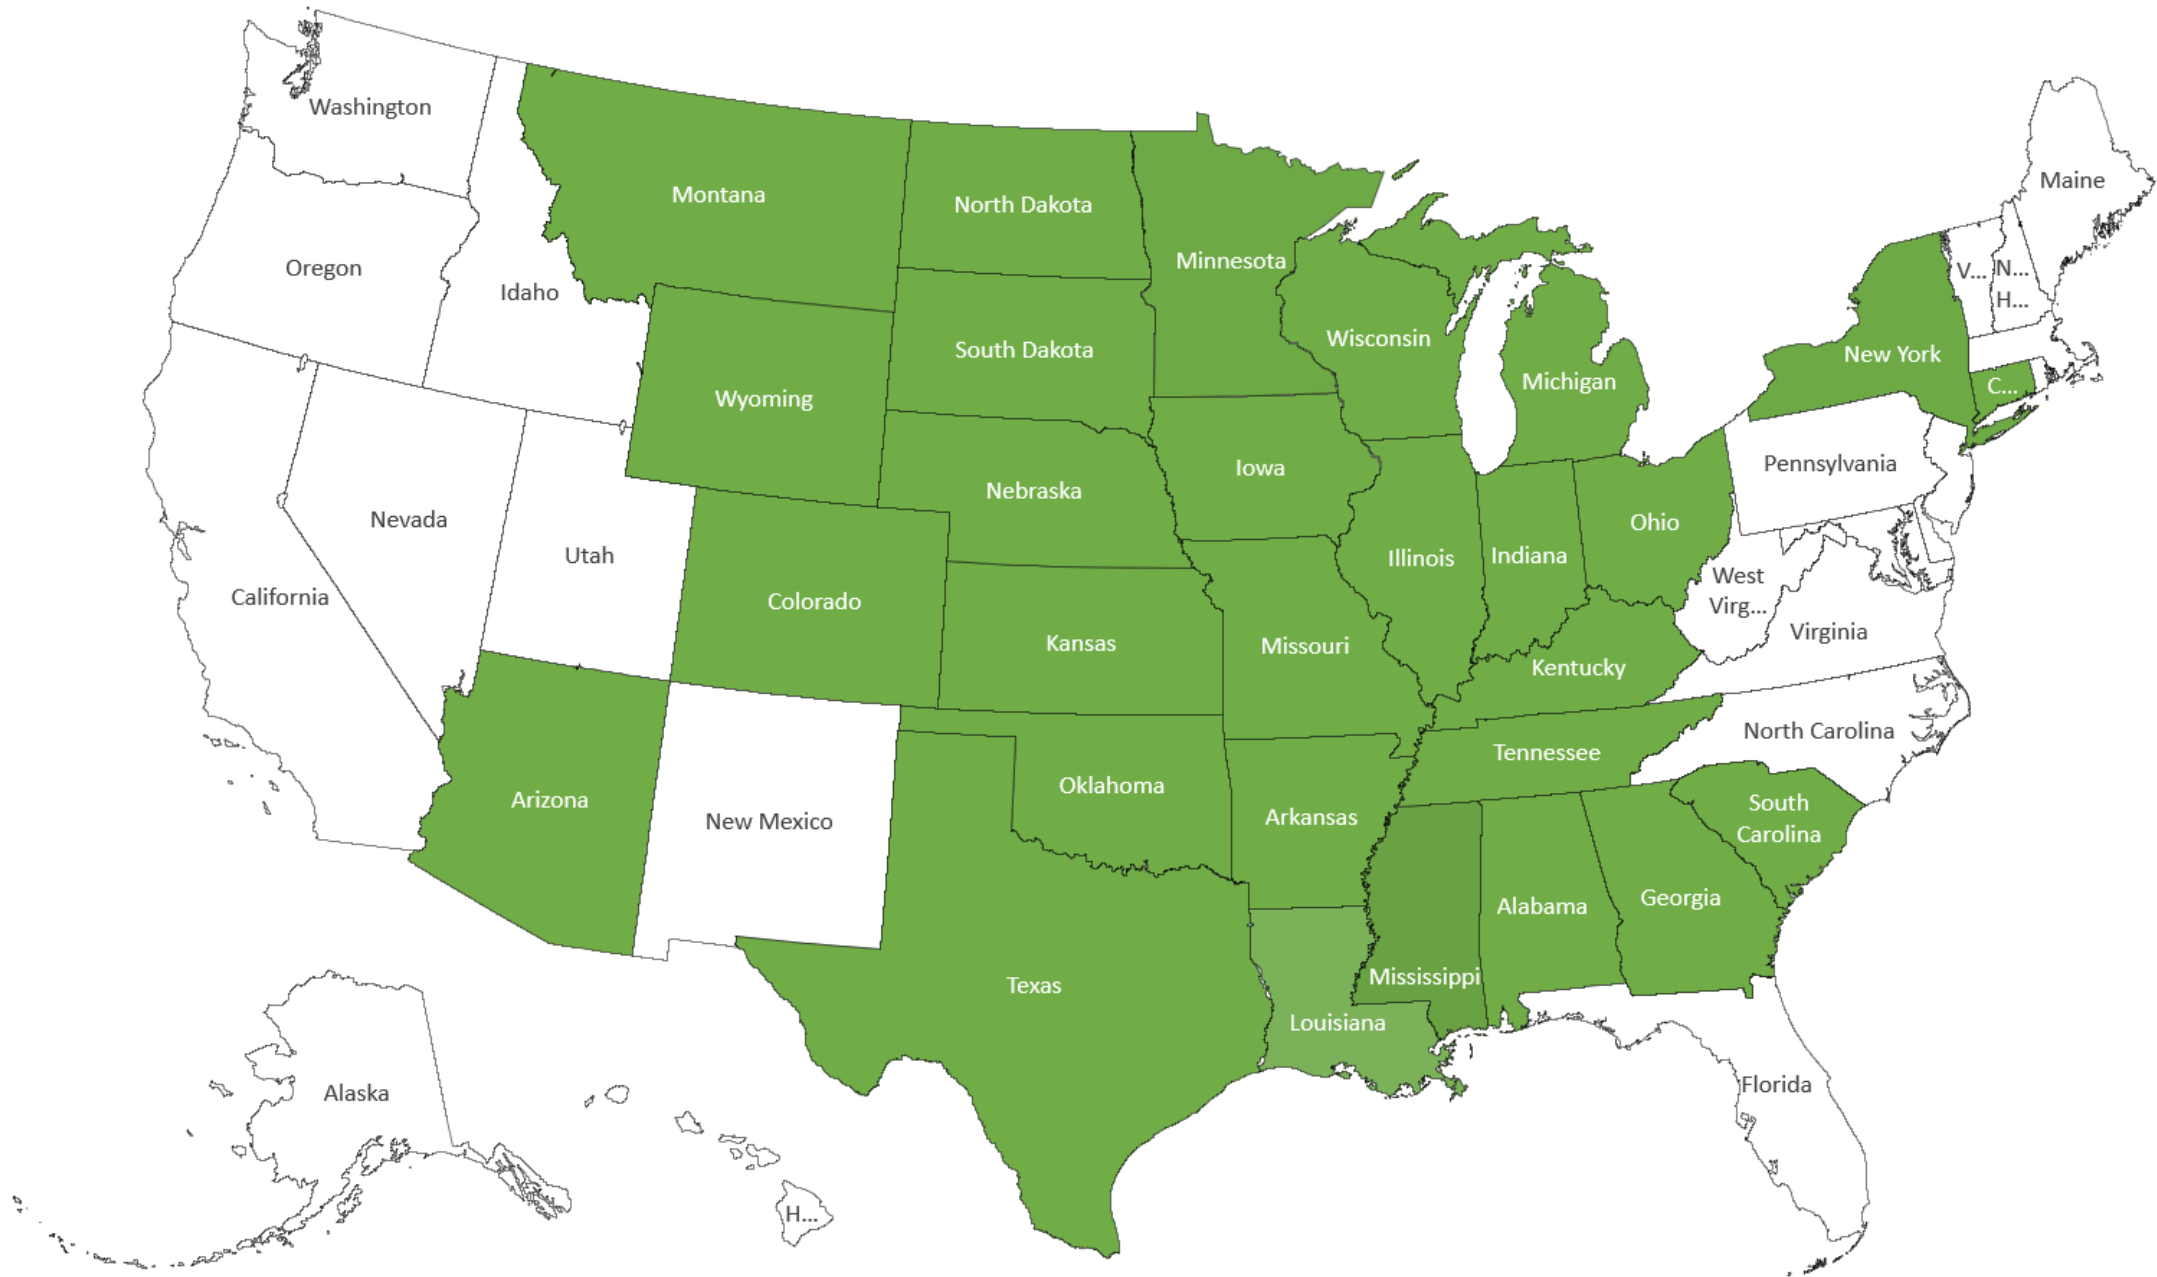 Washington
Montana
North Dakota
Minnesota
Maine
Oregon
Idaho
V...
N...
H...
South Dakota
Wisconsin
Michigan
New York
C...
Wyoming
Iowa
Pennsylvania
Nebraska
Nevada
Ohio
Utah
Illinois
Indiana
West
Virg...
California
Colorado
Kansas
Missouri
Virginia
Kentucky
North Carolina
Tennessee
Oklahoma
Arizona
New Mexico
Arkansas
South
Carolina
Alabama
Georgia
Mississippi
Texas
Louisiana
Florida
Alaska
H...